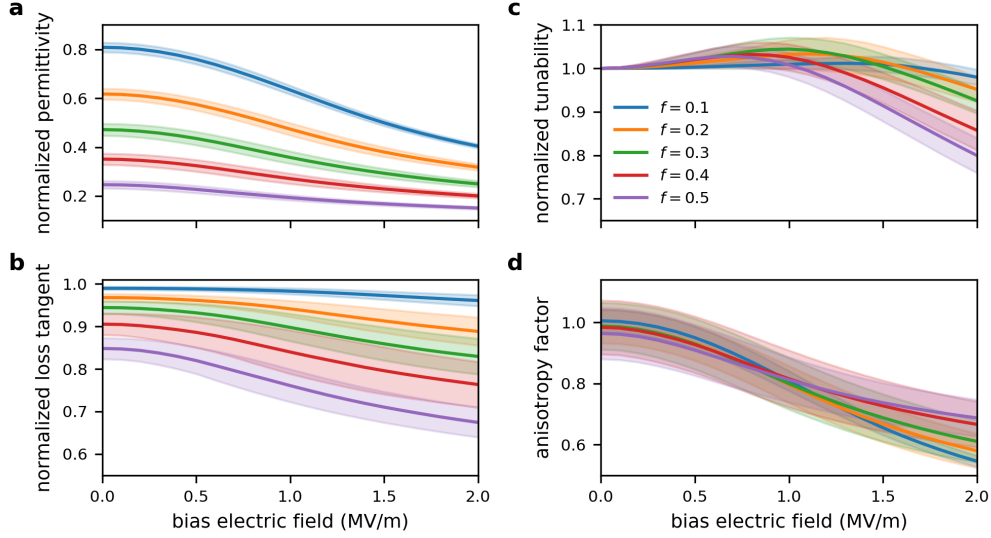 a
normalized permittivity
0.8
0.6
0.4
0.2
c
normalized tunability
1.1
1.0
0.9
0.8
0.7
f = 0.1
f = 0.2
f = 0.3
f = 0.4
f = 0.5
b
normalized loss tangent
1.0
0.9
0.8
0.7
0.6
0.0 0.5 1.0 1.5 2.0
bias electric field (MV/m)
d
anisotropy factor
1.0
0.8
0.6
0.0 0.5 1.0 1.5 2.0
bias electric field (MV/m)